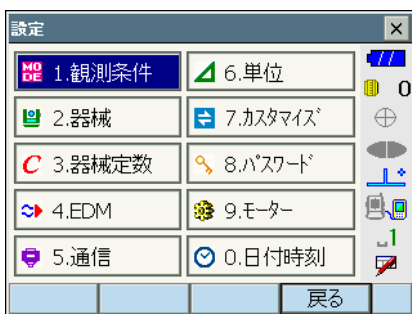 設定
MODE 1.観測条件
6.単位
0
2.器械
7.カスタマイズ
C 3.器械定数
8.パスワード
4.EDM
9.モーター
5.通信
0.日付時刻
1
戻る